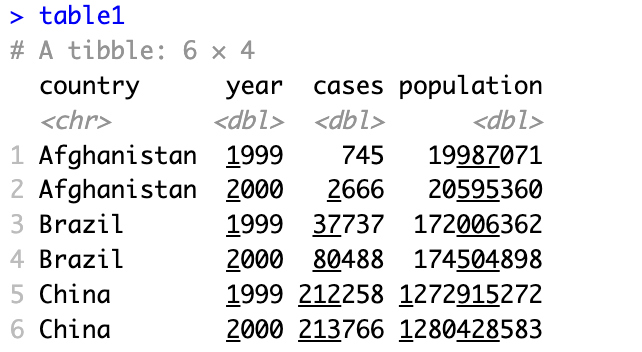 > table1
# A tibble: 6 × 4
country year cases population
<chr> <dbl> <dbl> <dbl>
1 Afghanistan 1999 745 19987071
2 Afghanistan 2000 2666 20595360
3 Brazil 1999 37737 172006362
4 Brazil 2000 80488 174504898
5 China 1999 212258 1272915272
6 China 2000 213766 1280428583